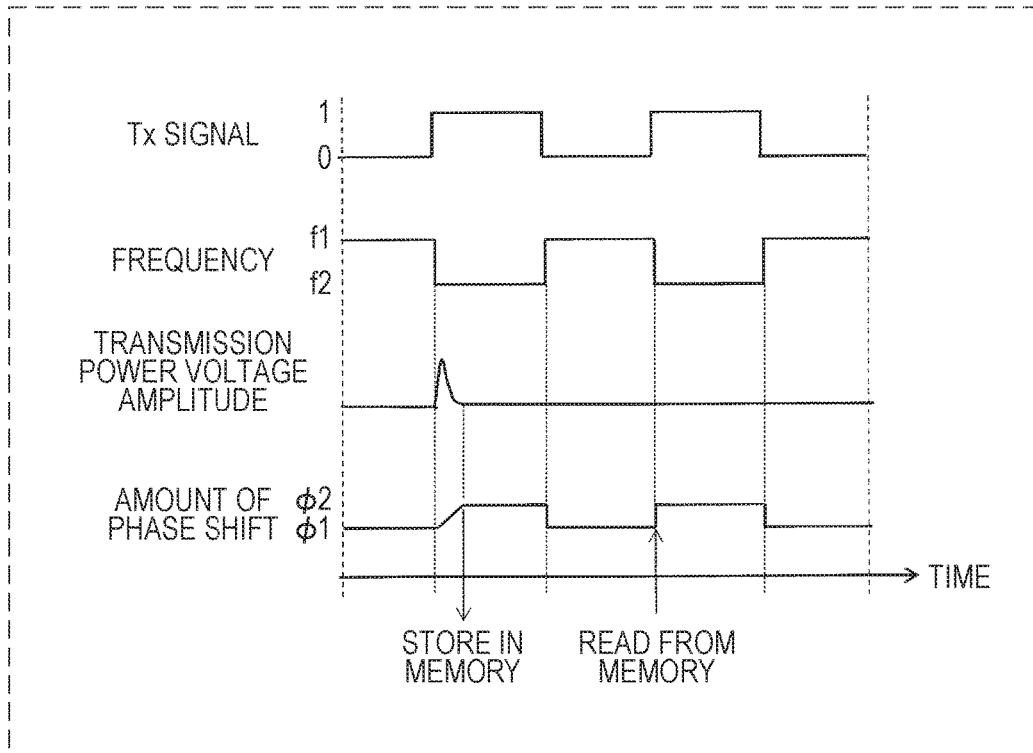 Tx SIGNAL
1
0
FREQUENCY
f1
f2
TRANSMISSION
POWER VOLTAGE
AMPLITUDE
AMOUNT OF
PHASE SHIFT
ϕ2
ϕ1
TIME
STORE IN
MEMORY
READ FROM
MEMORY